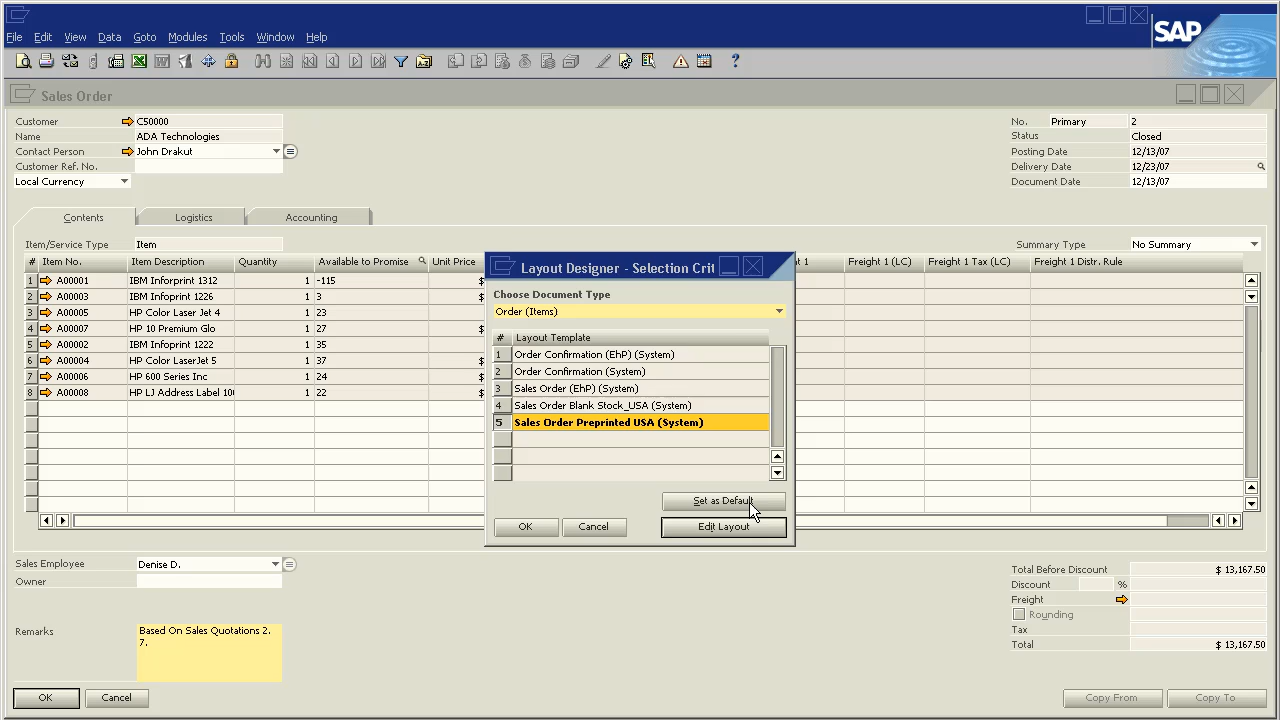 SAP
File Edit View Data Goto Modules Tools Window Help
Sales Order
Customer C50000
Name ADA Technologies
Contact Person John Drakut
Customer Ref. No.
Local Currency
No. Primary 2
Status Closed
Posting Date 12/13/07
Delivery Date 12/23/07
Document Date 12/13/07
Contents Logistics Accounting
Item/Service Type Item
Summary Type No Summary
# Item No. Item Description Quantity Available to Promise Unit Price 1 Freight 1 (LC) Freight 1 Tax (LC) Freight 1 Distr. Rule
1 A00001 IBM Inforprint 1312 1 -115 $
2 A00003 IBM Infoprint 1226 1 3
3 A00005 HP Color Laser Jet 4 1 23
4 A00007 HP 10 Premium Glo 1 27 $
5 A00002 IBM Infoprint 1222 1 35
6 A00004 HP Color LaserJet 5 1 37 $
7 A00006 HP 600 Series Inc 1 24 $
8 A00008 HP LJ Address Label 10 1 22 $
Layout Designer - Selection Crit
Choose Document Type
Order (Items)
# Layout Template
1 Order Confirmation (EhP) (System)
2 Order Confirmation (System)
3 Sales Order (EhP) (System)
4 Sales Order Blank Stock_USA (System)
5 Sales Order Preprinted USA (System)
Set as Default
OK Cancel Edit Layout
Sales Employee Denise D.
Owner
Remarks Based On Sales Quotations 2.
7.
Total Before Discount $ 13,167.50
Discount %
Freight
Rounding
Tax
Total $ 13,167.50
OK Cancel Copy From Copy To